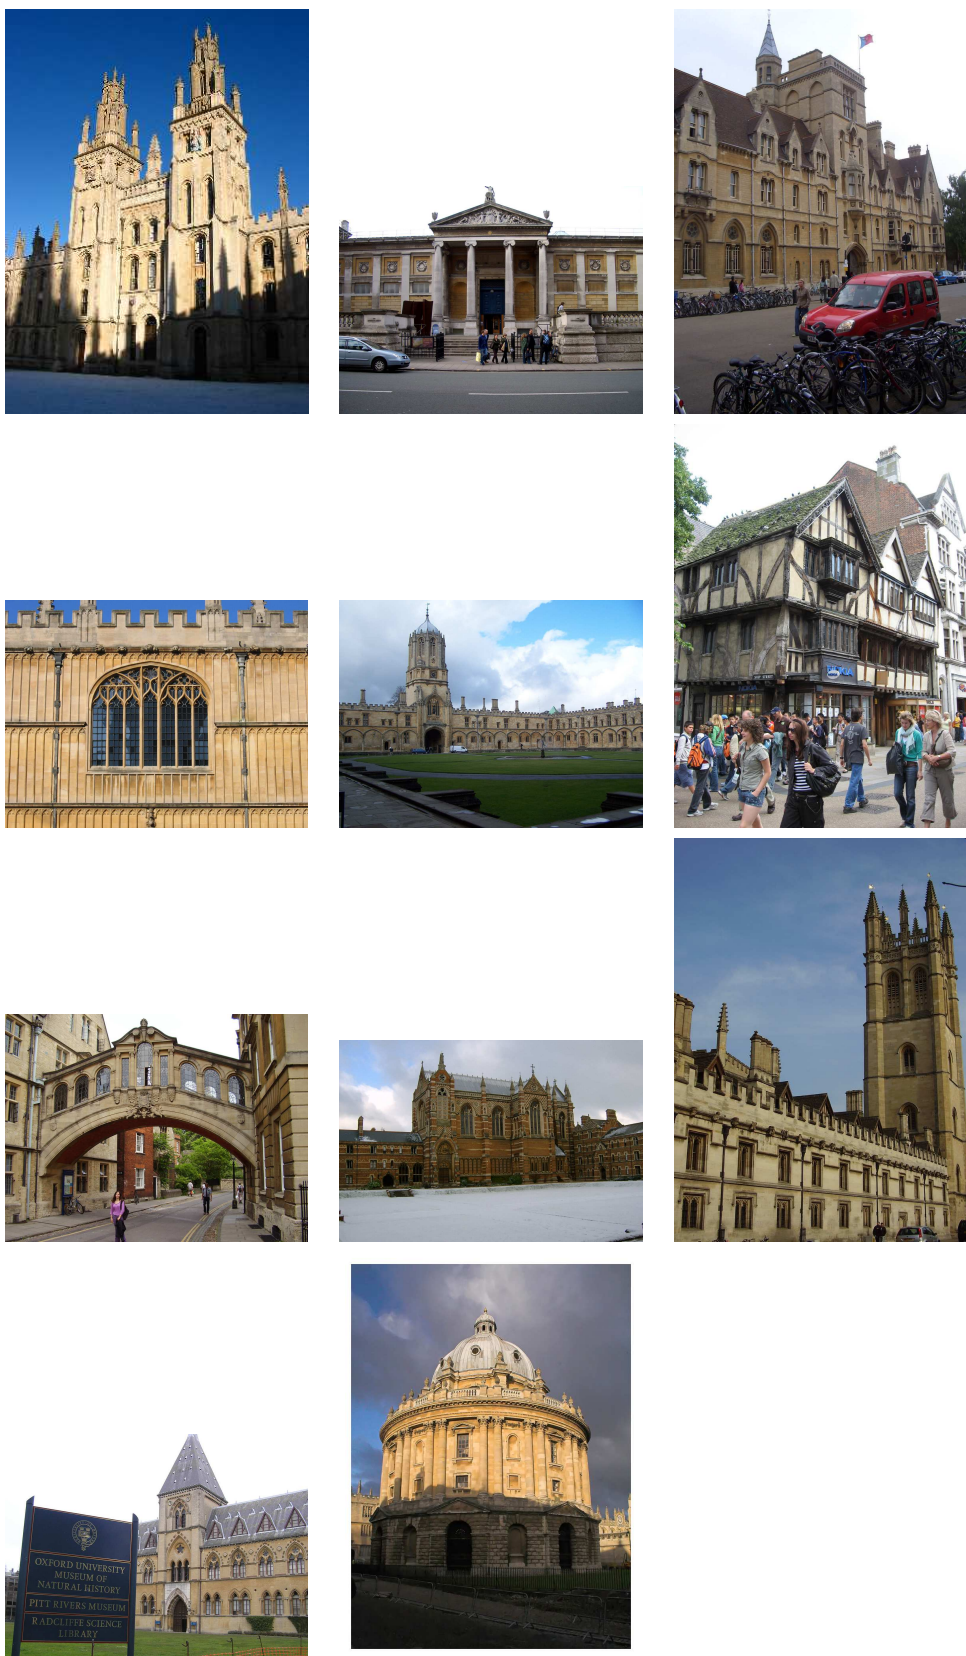 OXFORD UNIVERSITY
MUSEUM OF
NATURAL HISTORY
PITT RIVERS MUSEUM
RADCLIFFE SCIENCE
LIBRARY